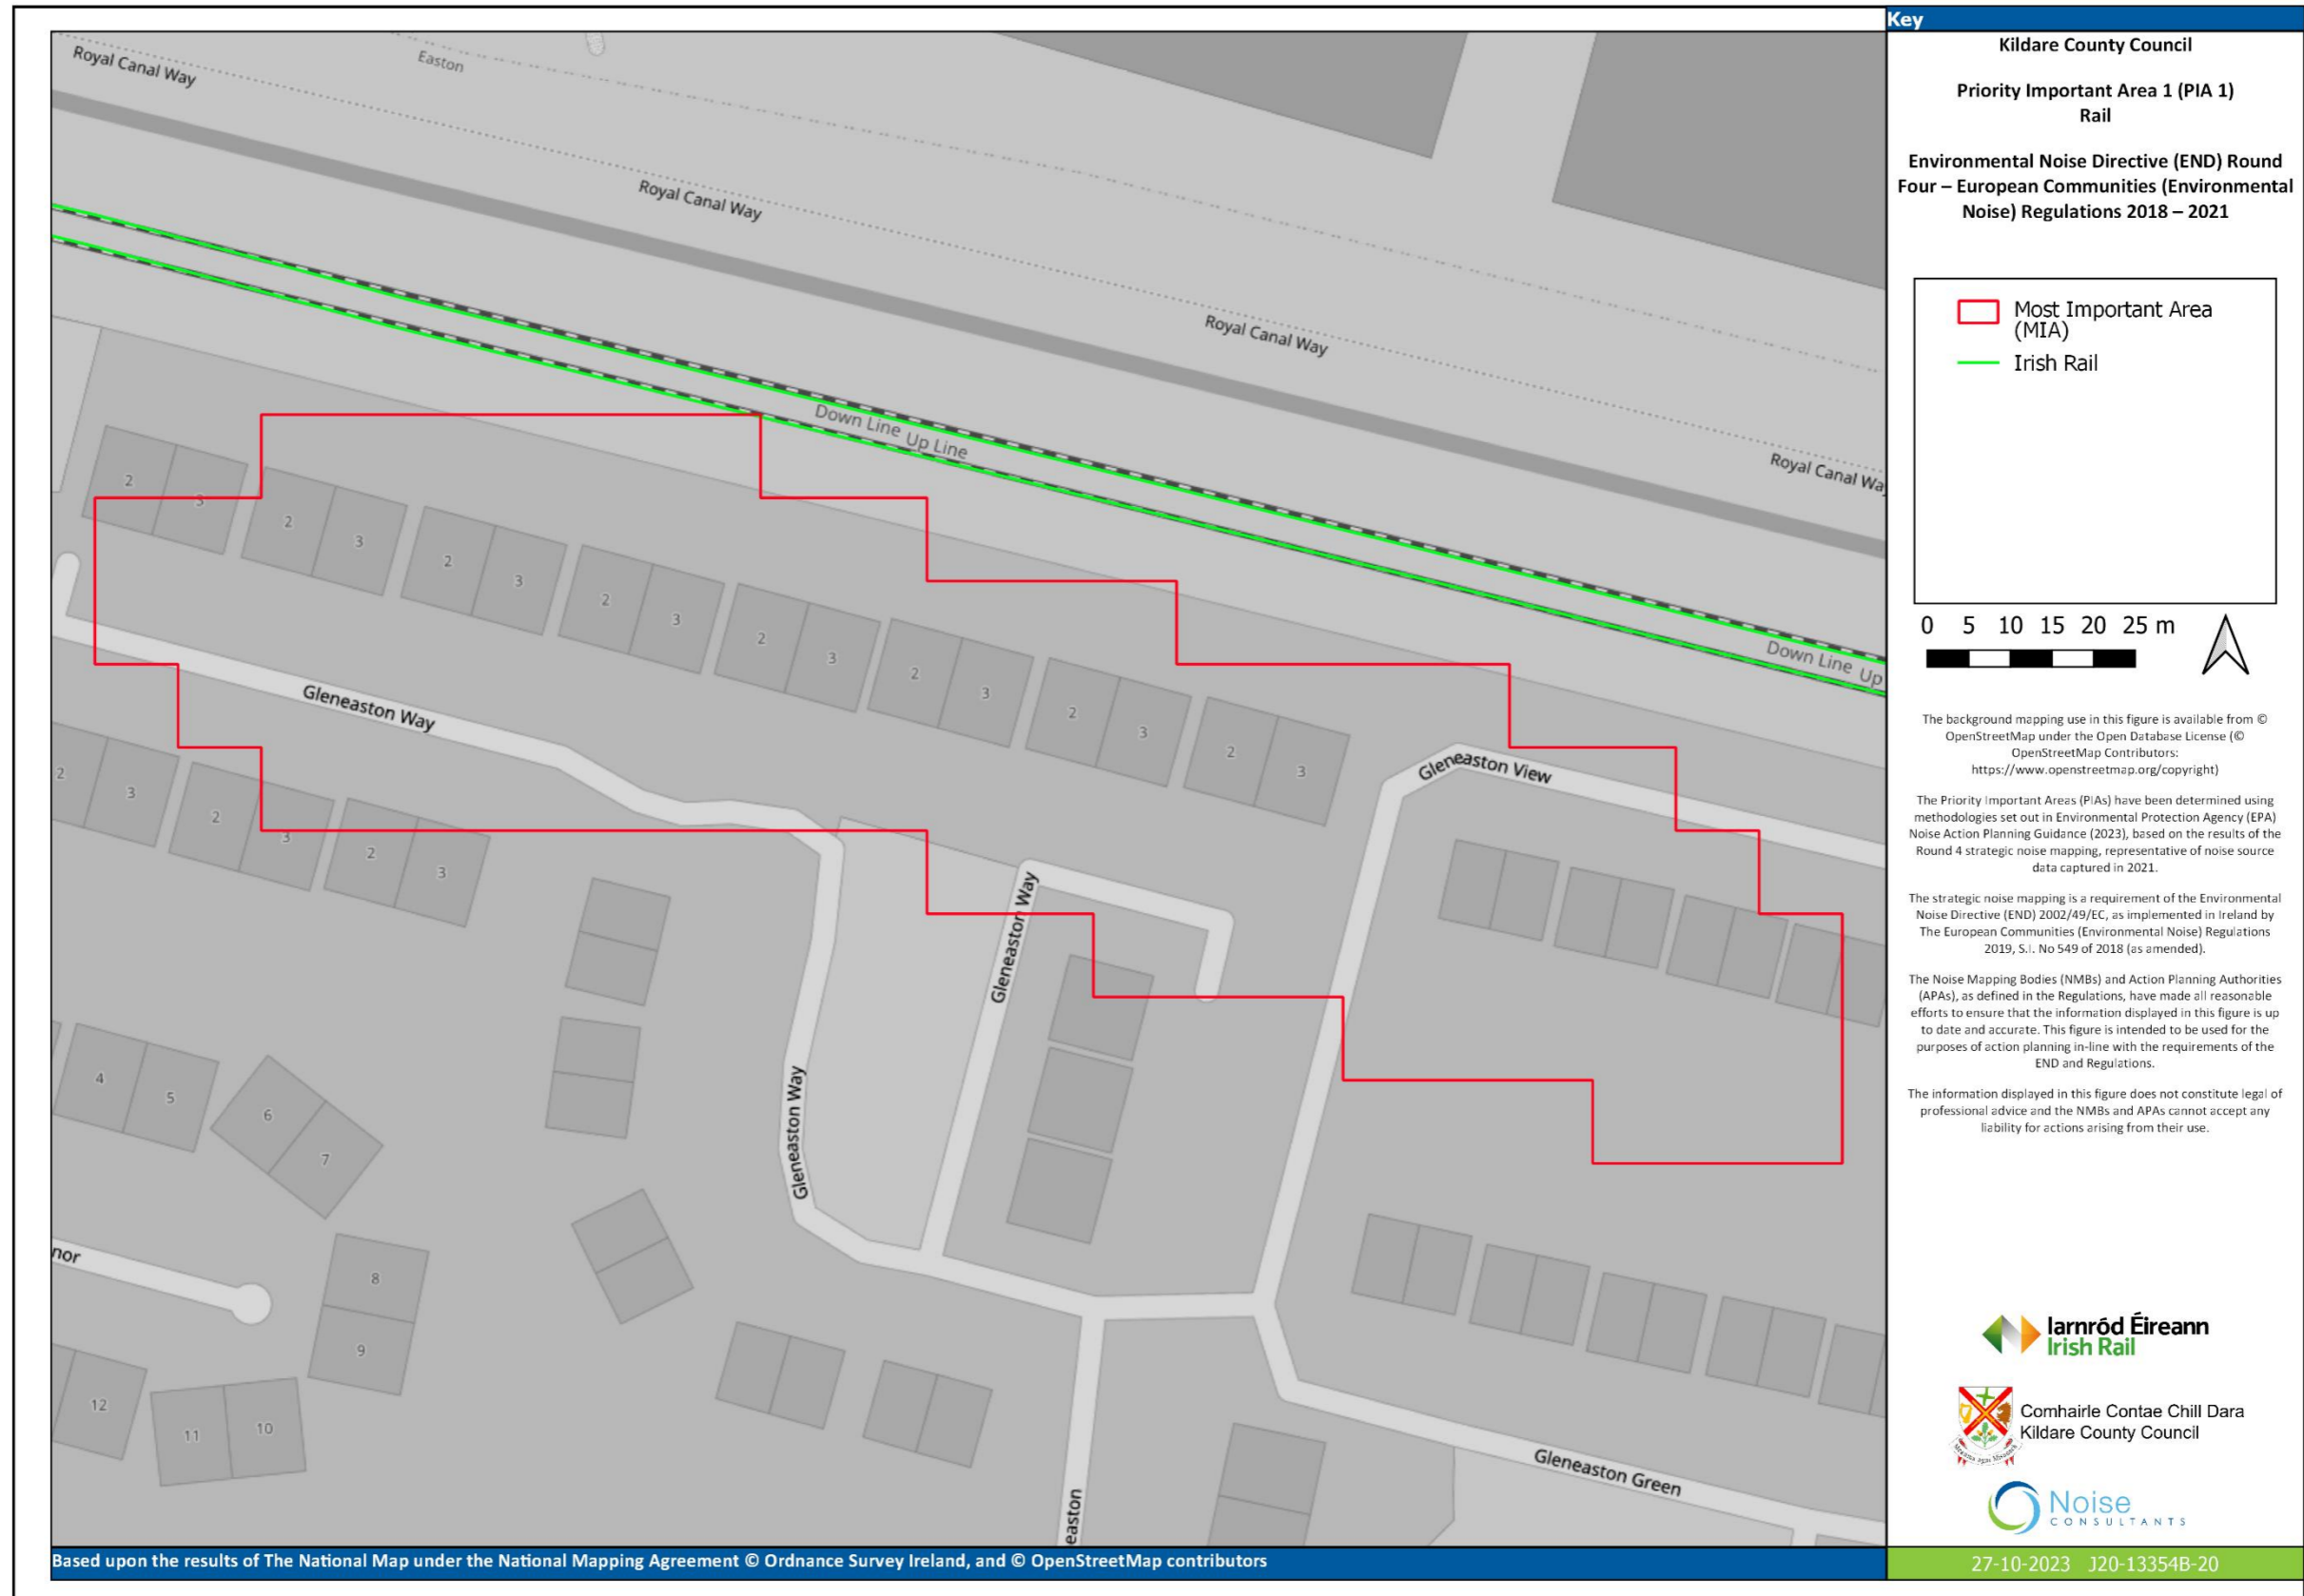 Key
Kildare County Council
Priority Important Area 1 (PIA 1)
Rail
Environmental Noise Directive (END) Round
Four – European Communities (Environmental
Noise) Regulations 2018 – 2021
Most Important Area
(MIA)
Irish Rail
0 5 10 15 20 25 m
The background mapping use in this figure is available from ©
OpenStreetMap under the Open Database License (©
OpenStreetMap Contributors:
https://www.openstreetmap.org/copyright)
The Priority Important Areas (PIAs) have been determined using
methodologies set out in Environmental Protection Agency (EPA)
Noise Action Planning Guidance (2023), based on the results of the
Round 4 strategic noise mapping, representative of noise source
data captured in 2021.
The strategic noise mapping is a requirement of the Environmental
Noise Directive (END) 2002/49/EC, as implemented in Ireland by
The European Communities (Environmental Noise) Regulations
2019, S.I. No 549 of 2018 (as amended).
The Noise Mapping Bodies (NMBs) and Action Planning Authorities
(APAs), as defined in the Regulations, have made all reasonable
efforts to ensure that the information displayed in this figure is up
to date and accurate. This figure is intended to be used for the
purposes of action planning in-line with the requirements of the
END and Regulations.
The information displayed in this figure does not constitute legal of
professional advice and the NMBs and APAs cannot accept any
liability for actions arising from their use.
Iarnród Éireann
Irish Rail
Comhairle Contae Chill Dara
Kildare County Council
Noise
CONSULTANTS
27-10-2023 J20-13354B-20
Royal Canal Way
Easton
Royal Canal Way
Royal Canal Way
Royal Canal Way
Down Line Up Line
Down Line Up
2 3
2 3
2 3
2 3
2 3
2 3
2 3
2 3
Gleneaston Way
Gleneaston View
2 3
2 3
2 3
Gleneaston Way
Gleneaston Way
4 5
6
7
nor
8
9
12
11 10
Gleneaston Green
easton
Based upon the results of The National Map under the National Mapping Agreement © Ordnance Survey Ireland, and © OpenStreetMap contributors